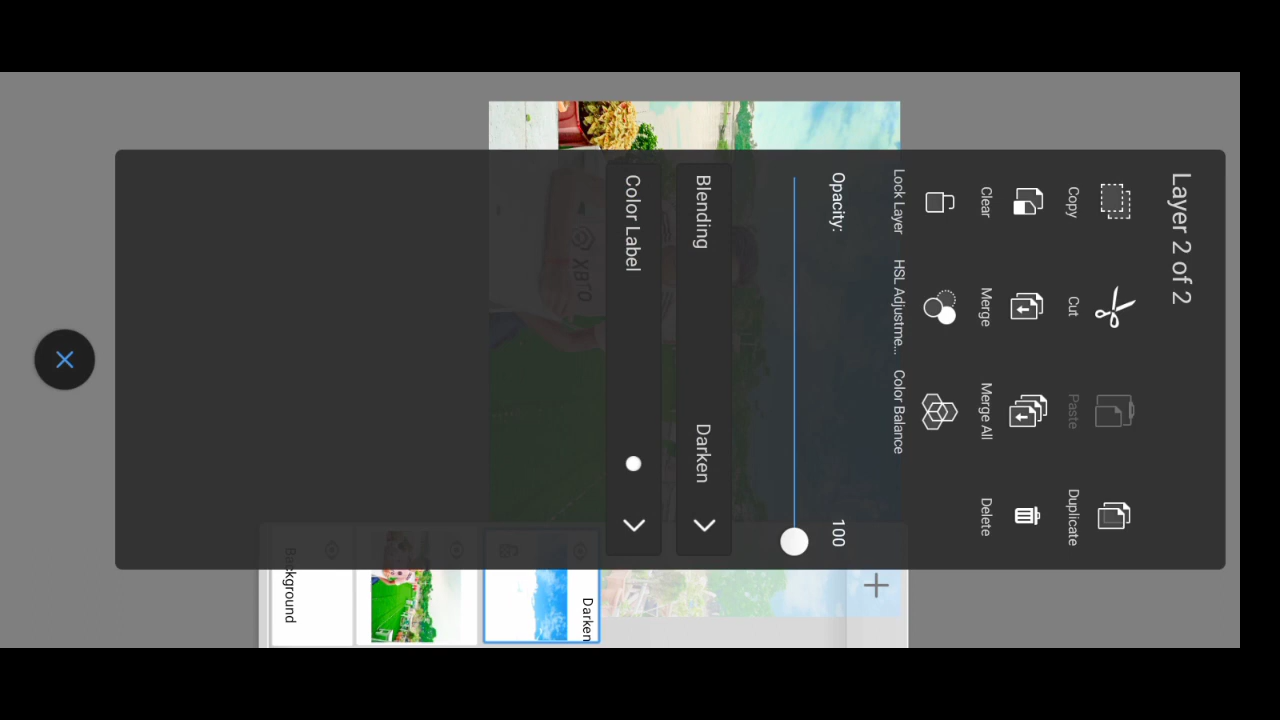 Layer 2 of 2
Copy
Cut
Paste
Duplicate
Clear
Merge
Merge All
Delete
Lock Layer
HSL Adjustme...
Color Balance
Opacity:
100
Blending
Darken
Color Label
Darken
Background